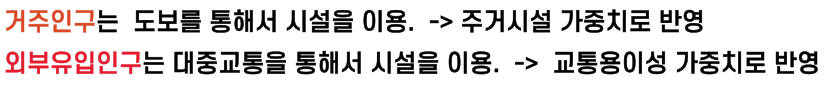 거주인구는 도보를 통해서 시설을 이용. -> 주거시설 가중치로 반영
외부유입인구는 대중교통을 통해서 시설을 이용. -> 교통용이성 가중치로 반영